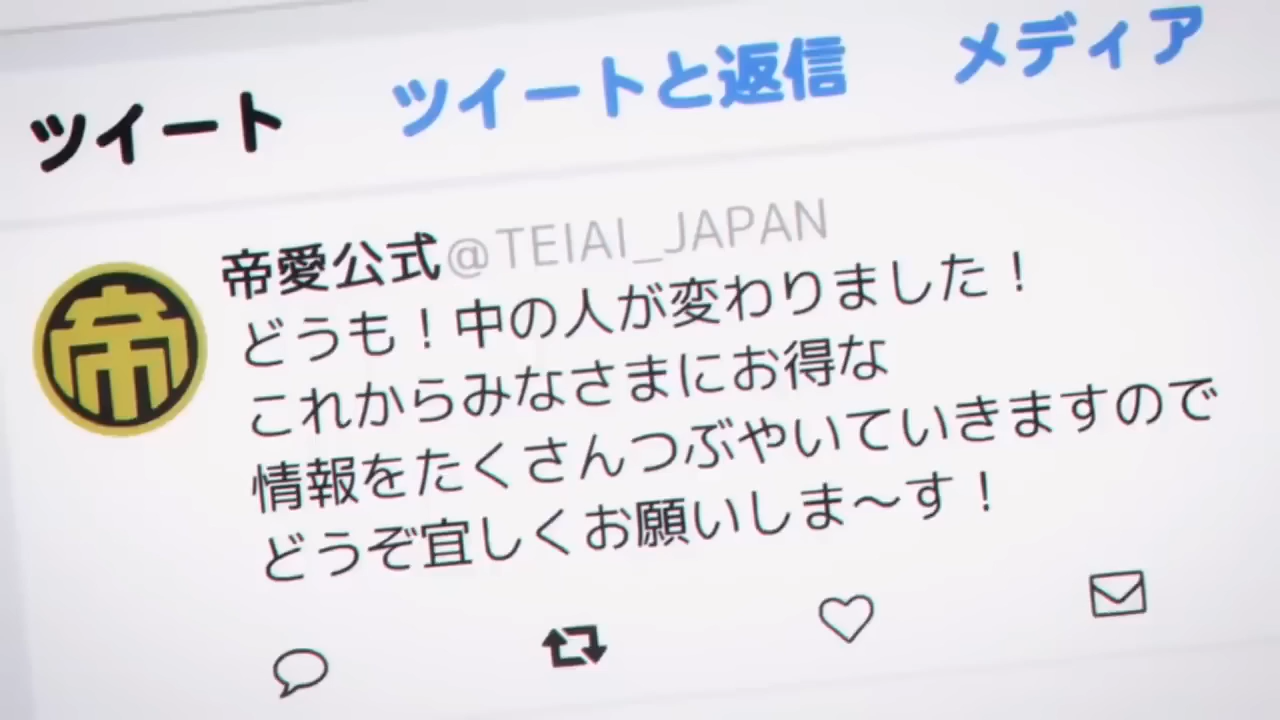 ツイート ツイートと返信 メディア
帝
帝愛公式@TEIAI_JAPAN
どうも！中の人が変わりました！
これからみなさまにお得な
情報をたくさんつぶやいていきますので
どうぞ宜しくお願いしま～す！